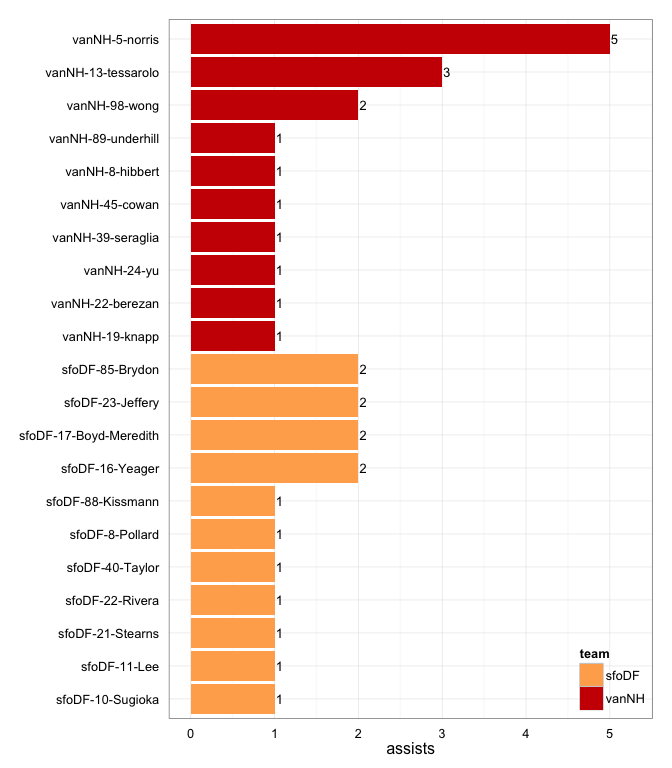 vanNH-5-norris 5
vanNH-13-tessarolo 3
vanNH-98-wong 2
vanNH-89-underhill 1
vanNH-8-hibbert 1
vanNH-45-cowan 1
vanNH-39-seraglia 1
vanNH-24-yu 1
vanNH-22-berezan 1
vanNH-19-knapp 1
sfoDF-85-Brydon 2
sfoDF-23-Jeffery 2
sfoDF-17-Boyd-Meredith 2
sfoDF-16-Yeager 2
sfoDF-88-Kissmann 1
sfoDF-8-Pollard 1
sfoDF-40-Taylor 1
sfoDF-22-Rivera 1
sfoDF-21-Stearns 1
sfoDF-11-Lee 1
sfoDF-10-Sugioka 1
team
sfoDF
vanNH
0 1 2 3 4 5
assists